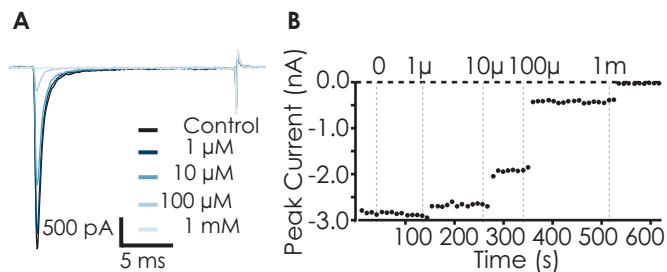 A
Control
1 µM
10 µM
100 µM
1 mM
500 pA
5 ms
B
0 1µ 10µ 100µ 1m
Peak Current (nA)
0.0
-1.0
-2.0
-3.0
100 200 300 400 500 600
Time (s)